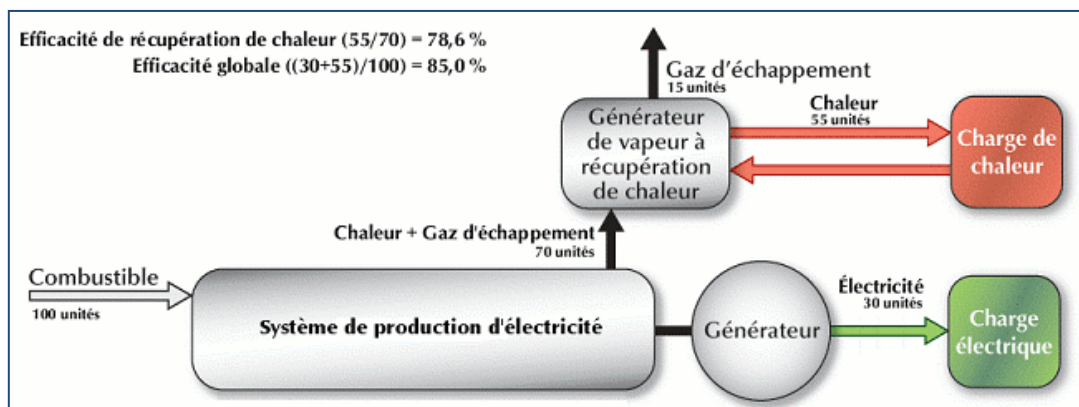 Efficacité de récupération de chaleur (55/70) = 78,6 %
Efficacité globale ((30+55)/100) = 85,0 %
Gaz d’échappement
15 unités
Générateur
de vapeur à
récupération
de chaleur
Chaleur
55 unités
Charge de
chaleur
Chaleur + Gaz d'échappement
70 unités
Combustible
100 unités
Système de production d'électricité
Générateur
Électricité
30 unités
Charge
électrique